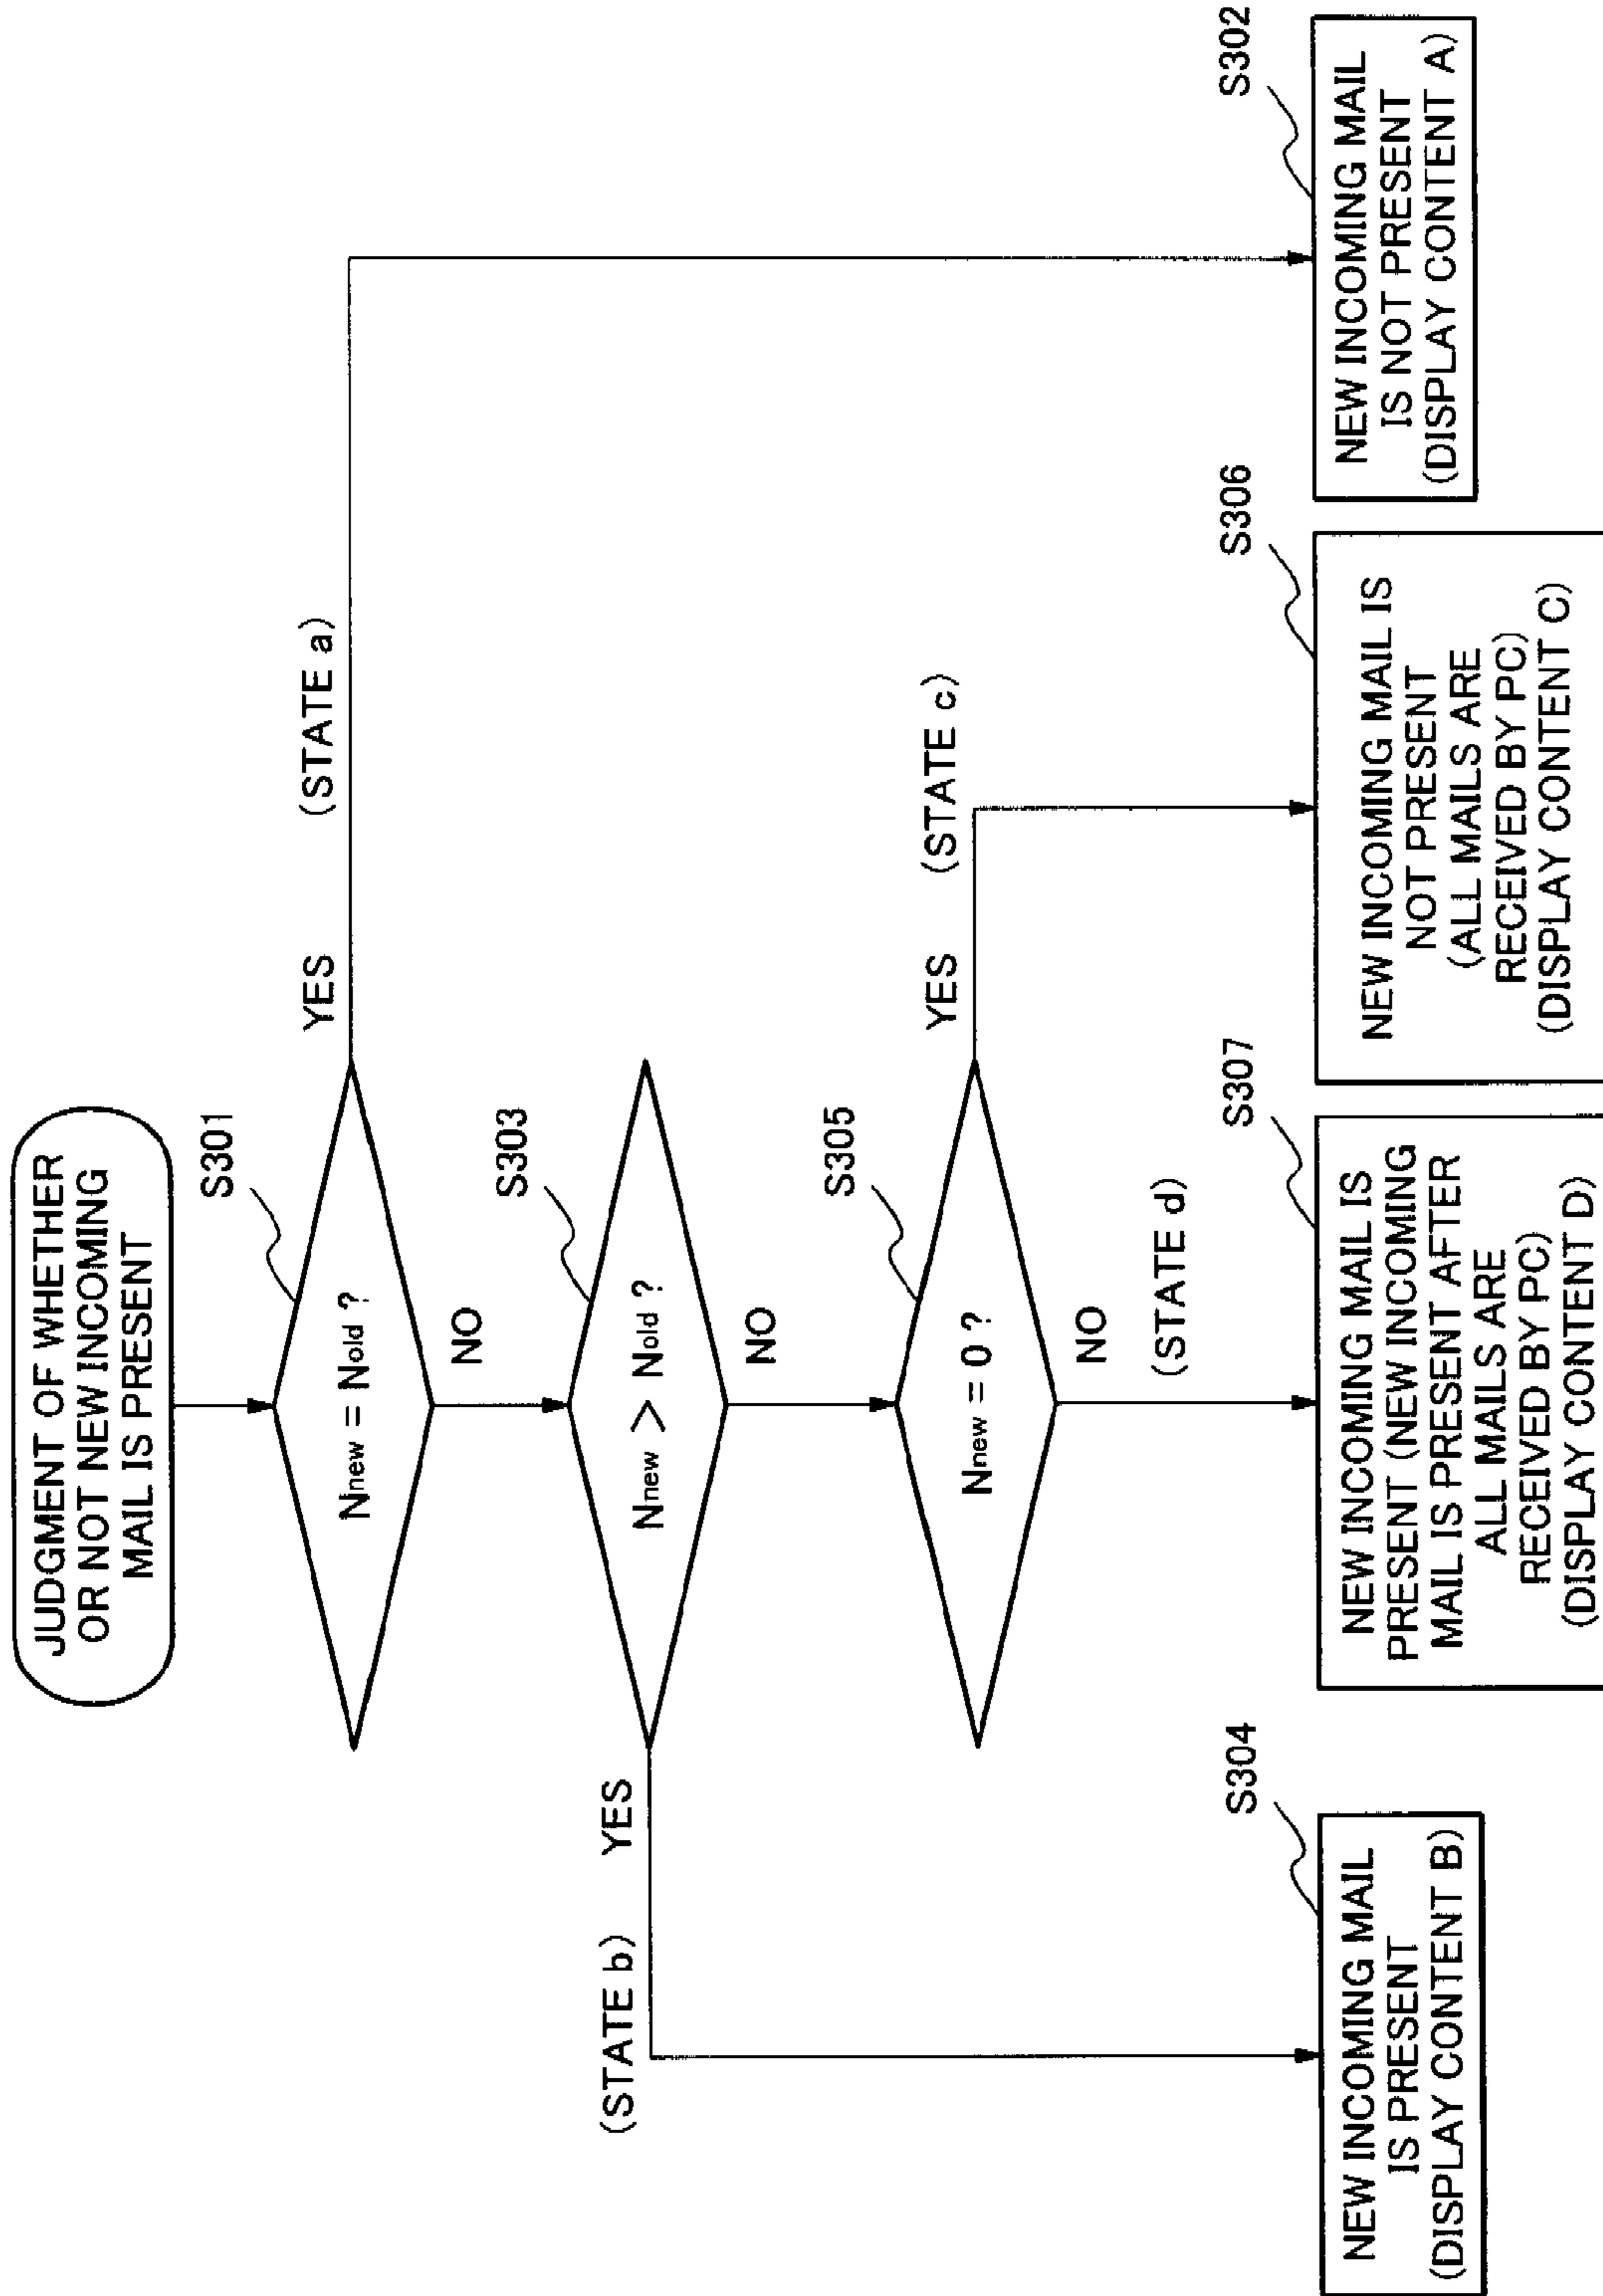 JUDGMENT OF WHETHER
OR NOT NEW INCOMING
MAIL IS PRESENT
S301
Nnew = Nold ?
YES
(STATE a)
NO
S303
Nnew > Nold ?
(STATE b)
YES
NO
S305
Nnew = 0 ?
YES
(STATE c)
NO
(STATE d)
S304
NEW INCOMING MAIL
IS PRESENT
(DISPLAY CONTENT B)
S307
NEW INCOMING MAIL IS
PRESENT (NEW INCOMING
MAIL IS PRESENT AFTER
ALL MAILS ARE
RECEIVED BY PC)
(DISPLAY CONTENT D)
S306
NEW INCOMING MAIL IS
NOT PRESENT
(ALL MAILS ARE
RECEIVED BY PC)
(DISPLAY CONTENT C)
S302
NEW INCOMING MAIL
IS NOT PRESENT
(DISPLAY CONTENT A)